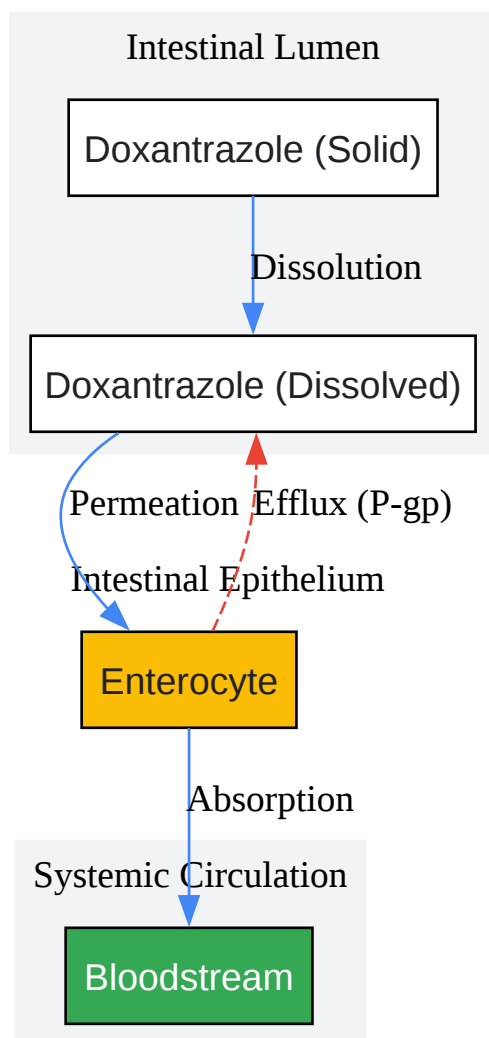 Intestinal Lumen
Doxantrazole (Solid)
Dissolution
Doxantrazole (Dissolved)
Permeation
Efflux (P-gp)
Intestinal Epithelium
Enterocyte
Absorption
Systemic Circulation
Bloodstream